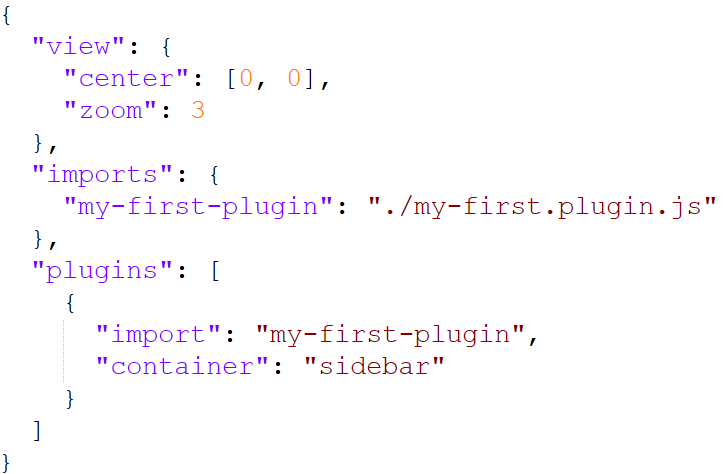 {
  "view": {
    "center": [0, 0],
    "zoom": 3
  },
  "imports": {
    "my-first-plugin": "./my-first.plugin.js"
  },
  "plugins": [
    {
      "import": "my-first-plugin",
      "container": "sidebar"
    }
  ]
}